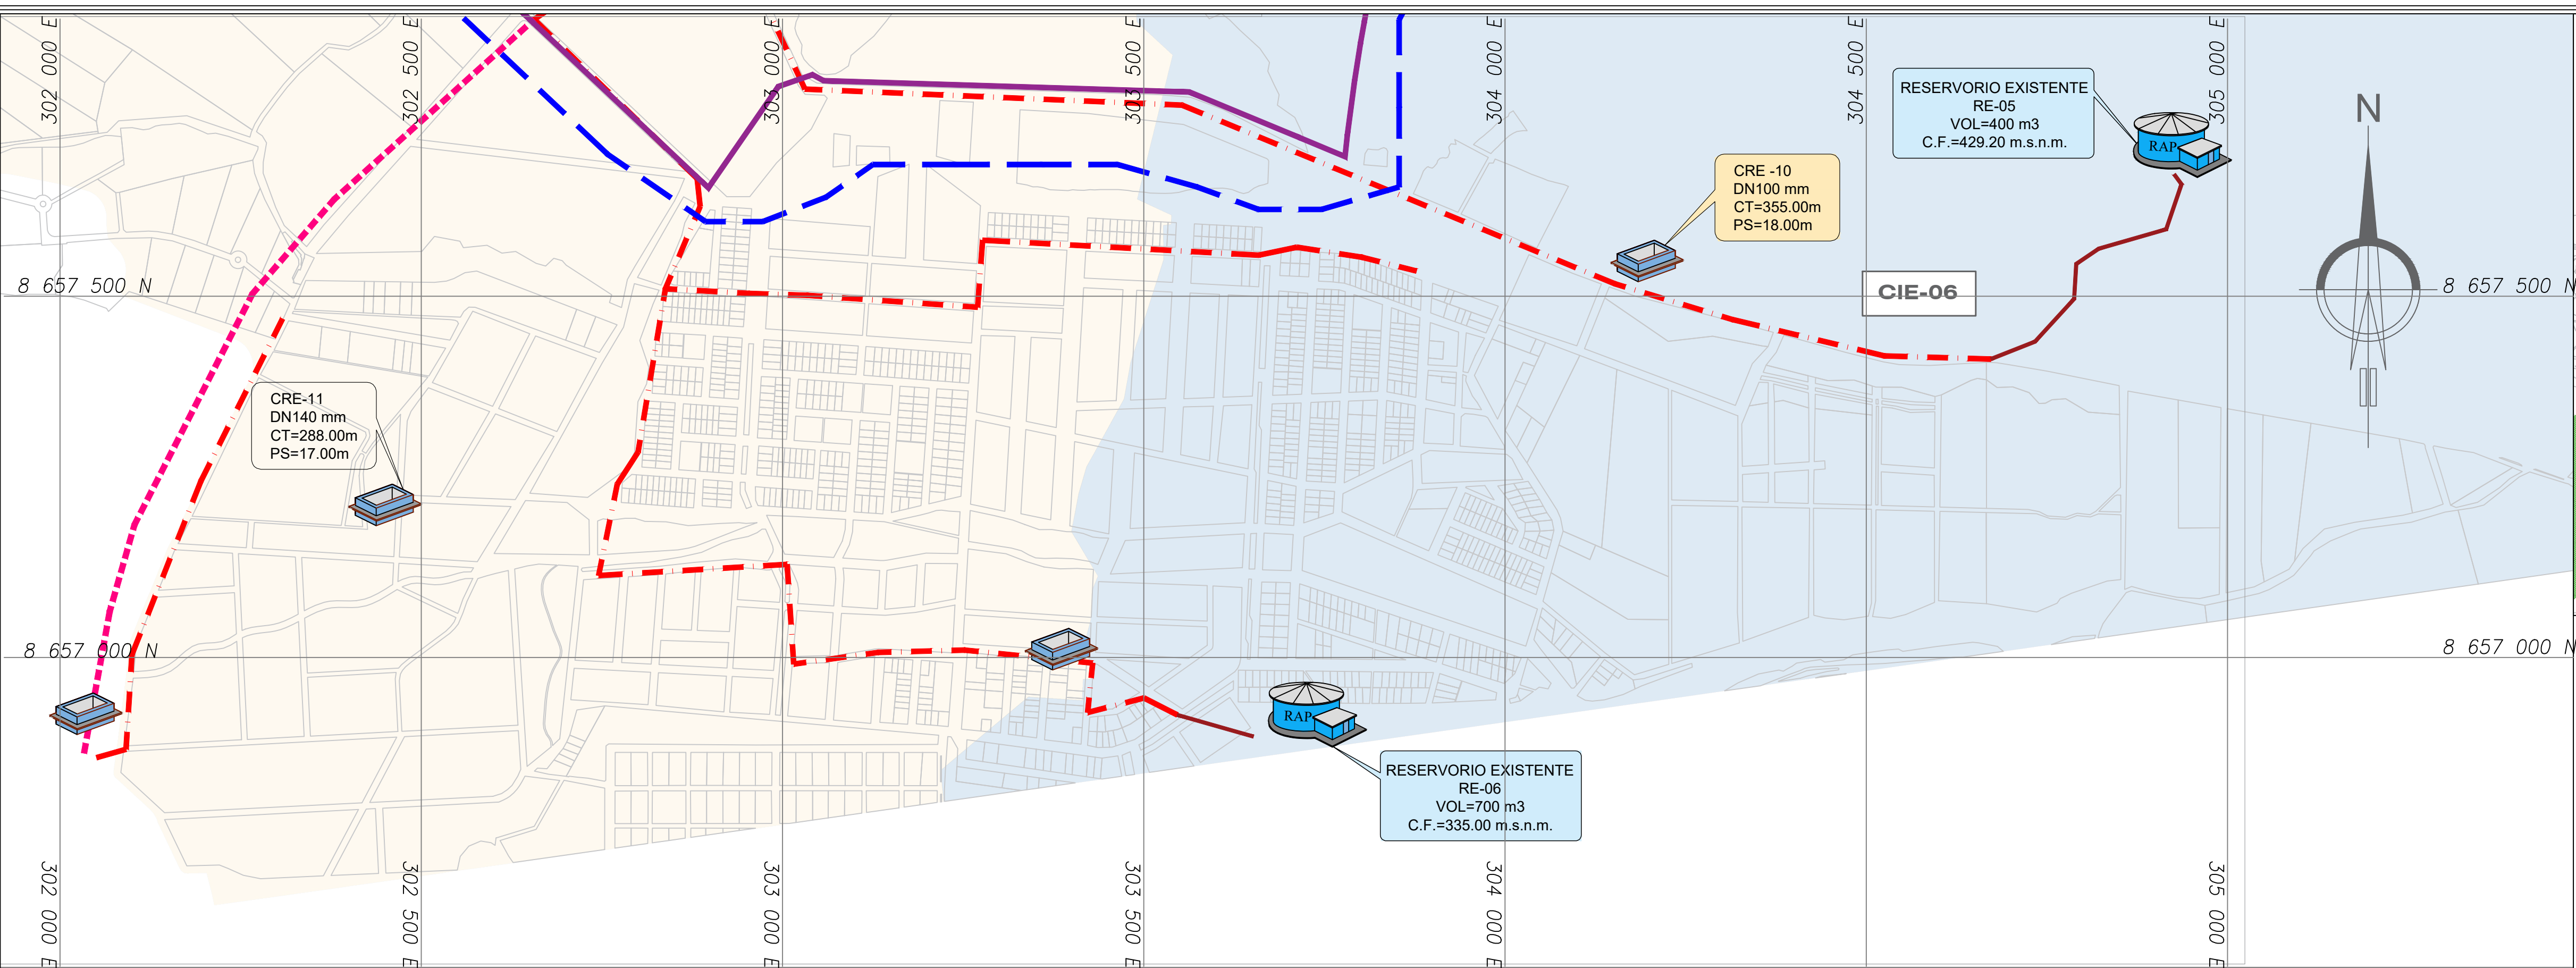 302 000 E
302 500 E
303 000 E
303 500 E
304 000 E
304 500 E
305 000 E
RESERVORIO EXISTENTE
RE-05
VOL=400 m3
C.F.=429.20 m.s.n.m.
RAP
N
CRE -10
DN100 mm
CT=355.00m
PS=18.00m
8 657 500 N
CIE-06
8 657 500 N
CRE-11
DN140 mm
CT=288.00m
PS=17.00m
8 657 000 N
8 657 000 N
RAP
RESERVORIO EXISTENTE
RE-06
VOL=700 m3
C.F.=335.00 m.s.n.m.
302 000 E
302 500 E
303 000 E
303 500 E
304 000 E
305 000 E